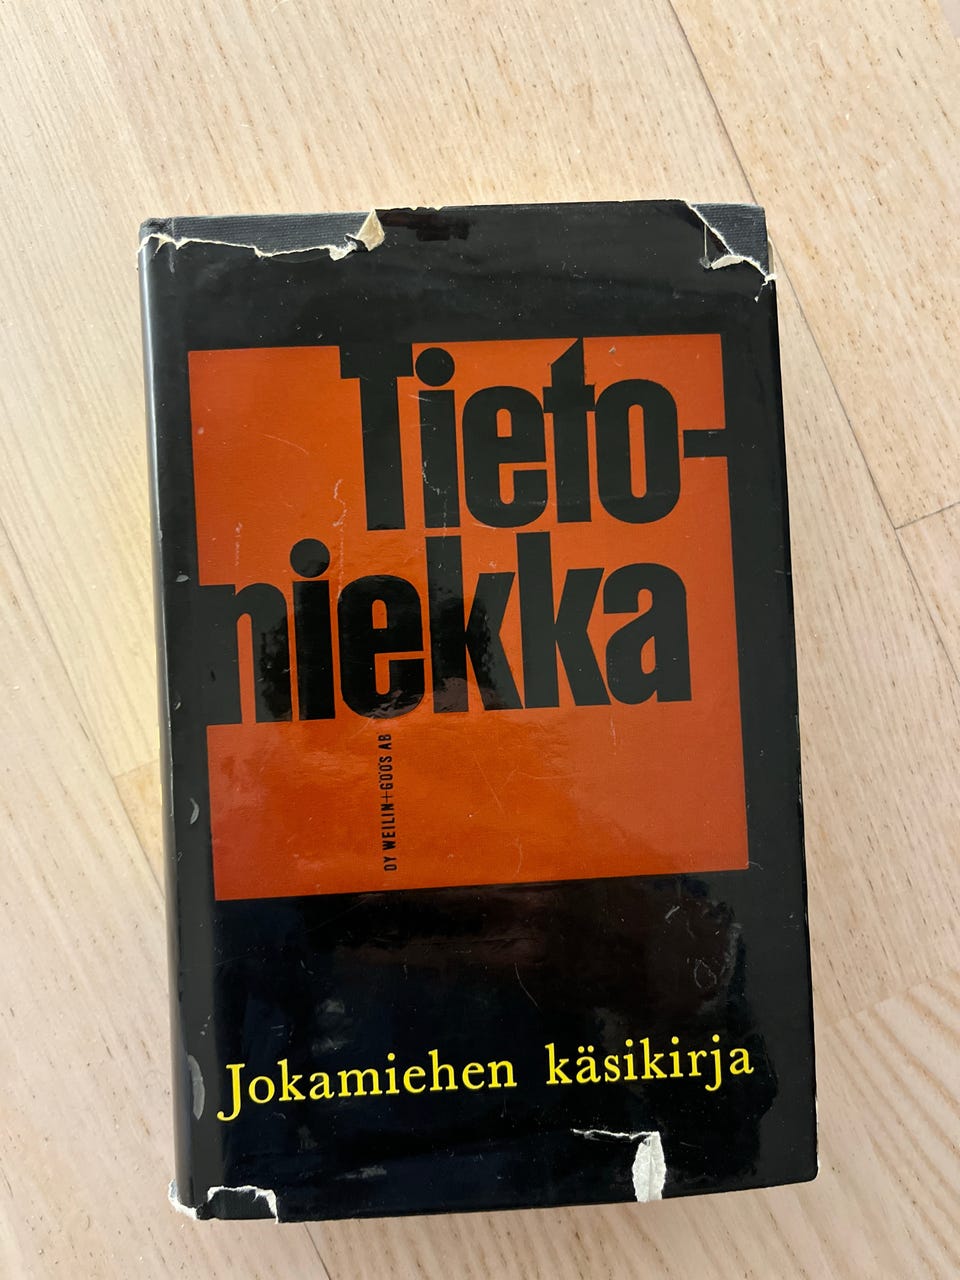 Tieto-
niekka
OY WEILIN+GÖÖS AB
Jokamiehen käsikirja